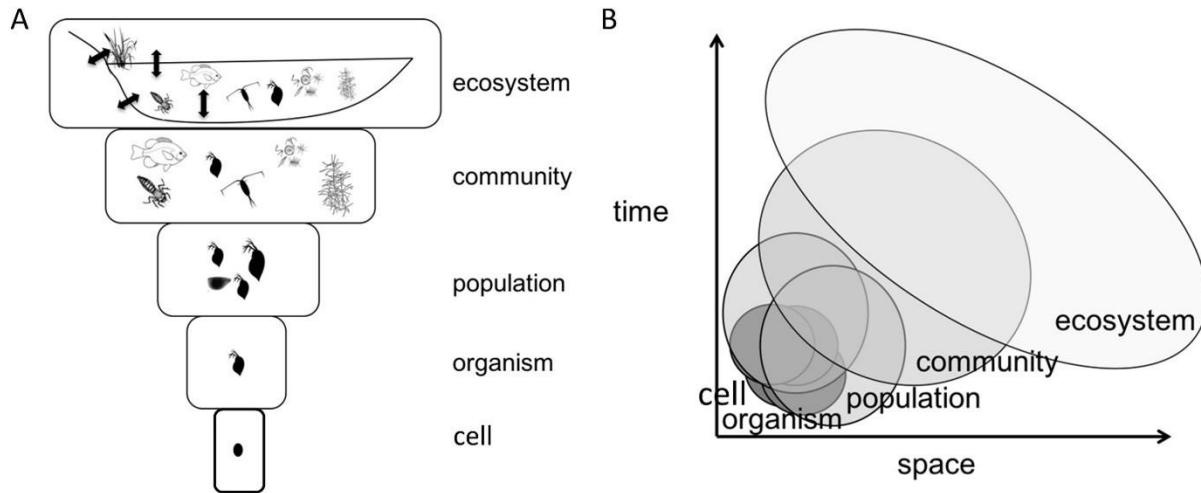 A
ecosystem
community
population
organism
cell
B
time
ecosystem
community
cell
population
organism
space